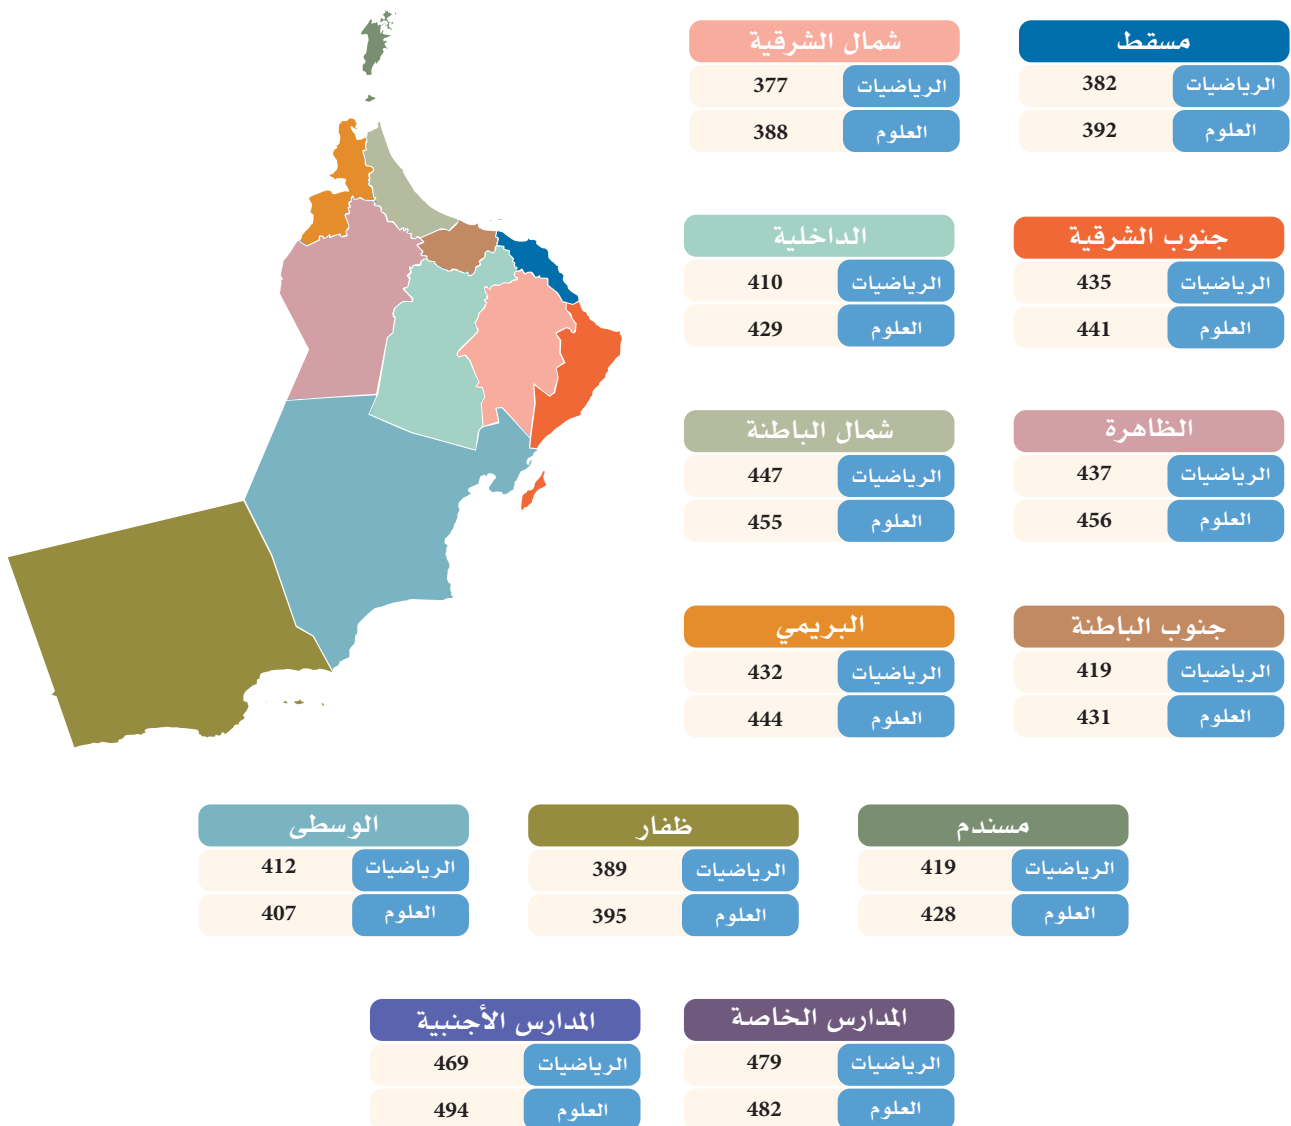 مسقط
الرياضيات 382
العلوم 392
شمال الشرقية
الرياضيات 377
العلوم 388
جنوب الشرقية
الرياضيات 435
العلوم 441
الداخلية
الرياضيات 410
العلوم 429
الظاهرة
الرياضيات 437
العلوم 456
شمال الباطنة
الرياضيات 447
العلوم 455
جنوب الباطنة
الرياضيات 419
العلوم 431
البريمي
الرياضيات 432
العلوم 444
مسندم
الرياضيات 419
العلوم 428
ظفار
الرياضيات 389
العلوم 395
الوسطى
الرياضيات 412
العلوم 407
المدارس الخاصة
الرياضيات 479
العلوم 482
المدارس الأجنبية
الرياضيات 469
العلوم 494